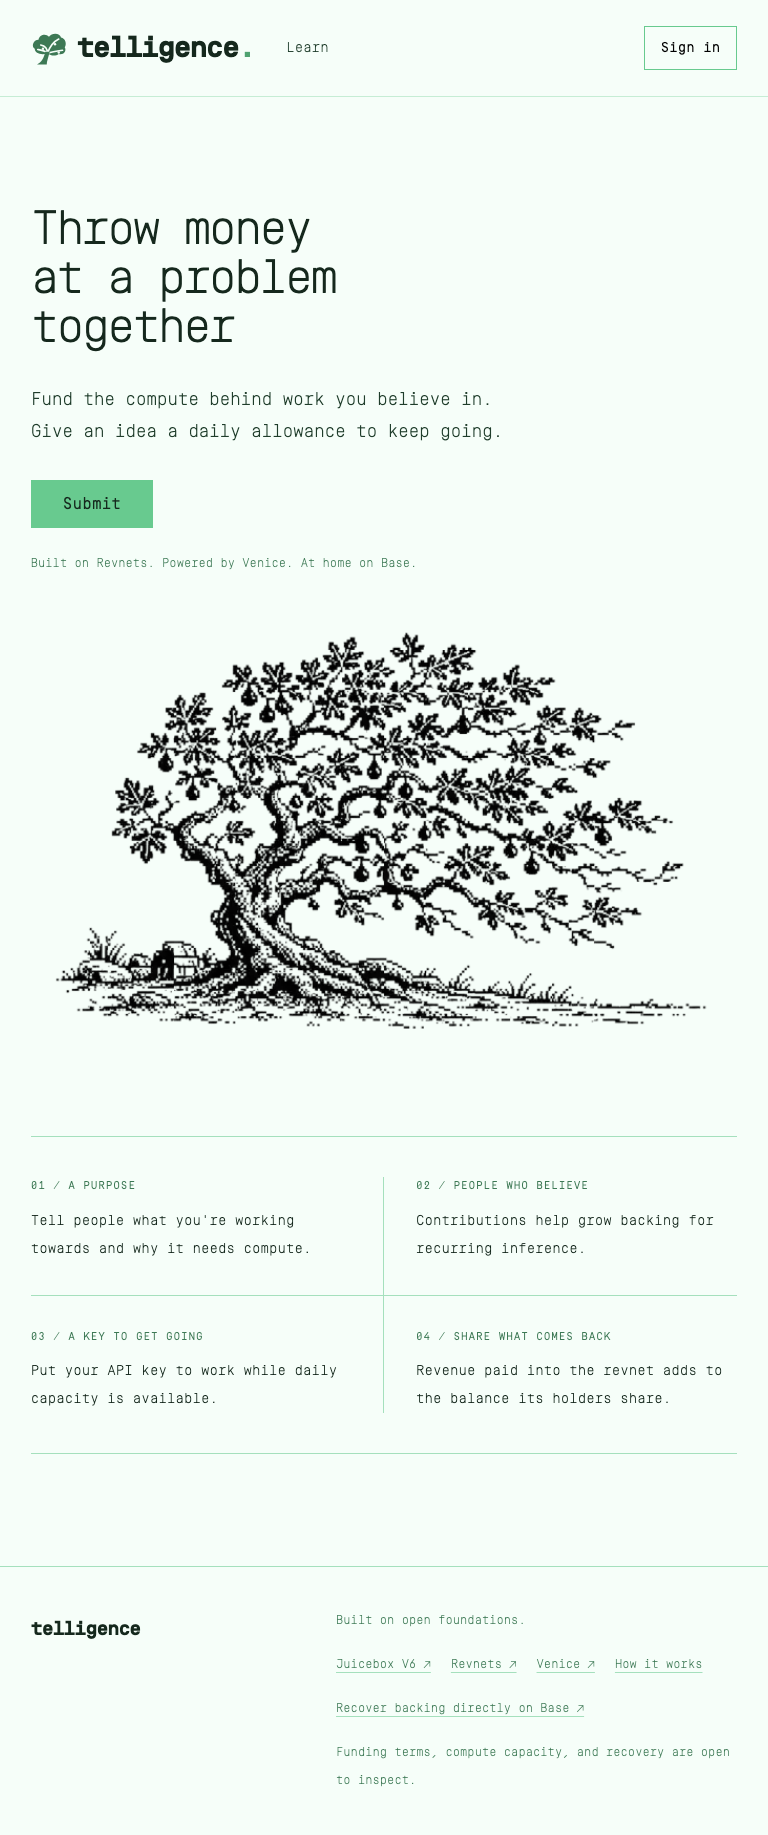 telligence.
Learn
Sign in
Throw money
at a problem
together
Fund the compute behind work you believe in.
Give an idea a daily allowance to keep going.
Submit
Built on Revnets. Powered by Venice. At home on Base.
01 / A PURPOSE
Tell people what you're working
towards and why it needs compute.
02 / PEOPLE WHO BELIEVE
Contributions help grow backing for
recurring inference.
03 / A KEY TO GET GOING
Put your API key to work while daily
capacity is available.
04 / SHARE WHAT COMES BACK
Revenue paid into the revnet adds to
the balance its holders share.
telligence
Built on open foundations.
Juicebox V6 ↗ Revnets ↗ Venice ↗ How it works
Recover backing directly on Base ↗
Funding terms, compute capacity, and recovery are open
to inspect.